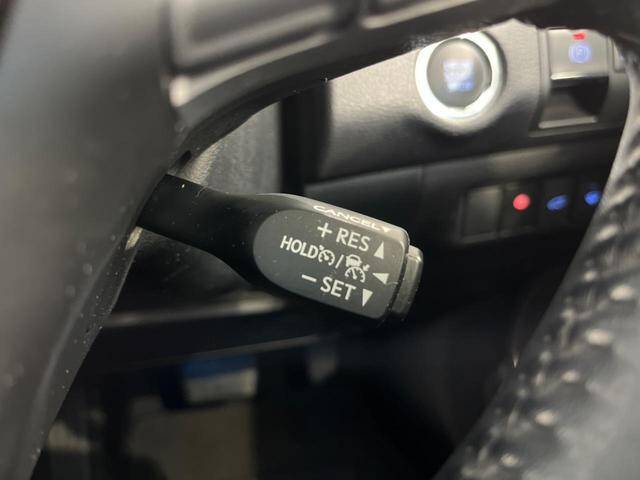 CANCEL
+ RES
HOLD /
− SET